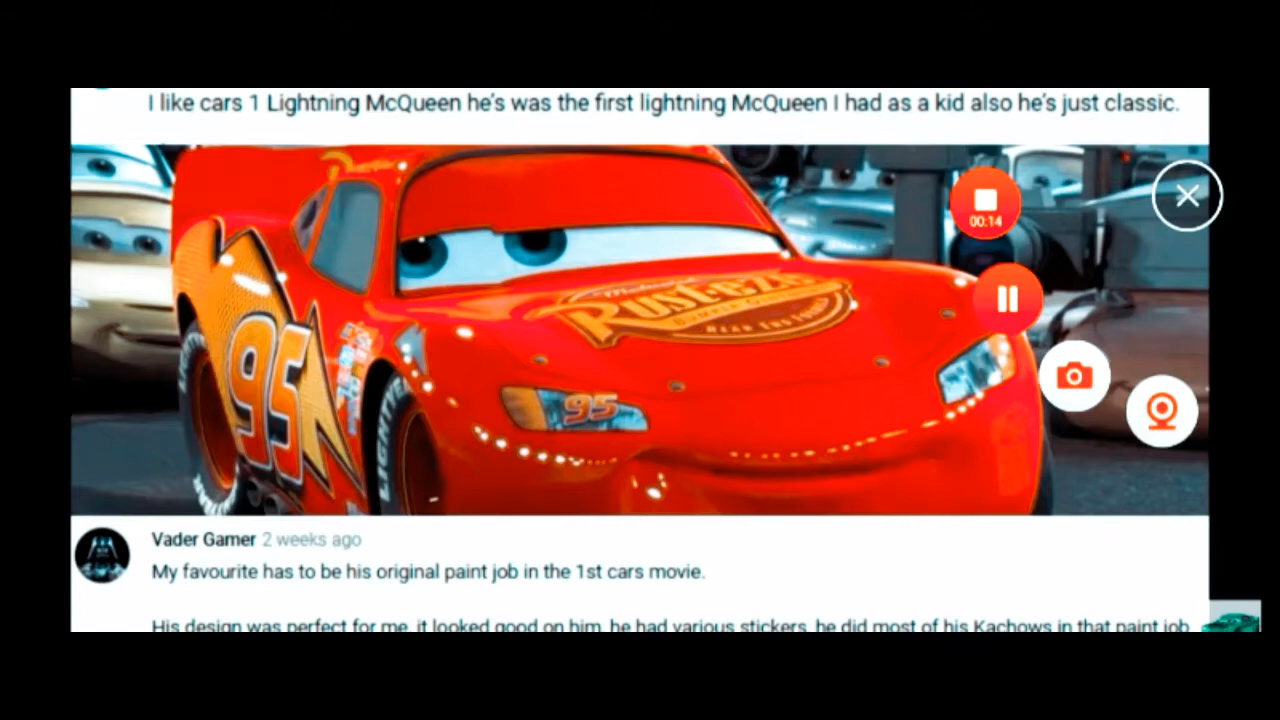 I like cars 1 Lightning McQueen he's was the first lightning McQueen I had as a kid also he's just classic.
00:14
RUST-EZE
95
95
LIGHT
Vader Gamer 2 weeks ago
My favourite has to be his original paint job in the 1st cars movie.
His design was perfect for me, it looked good on him, he had various stickers, he did most of his Kachows in that paint job